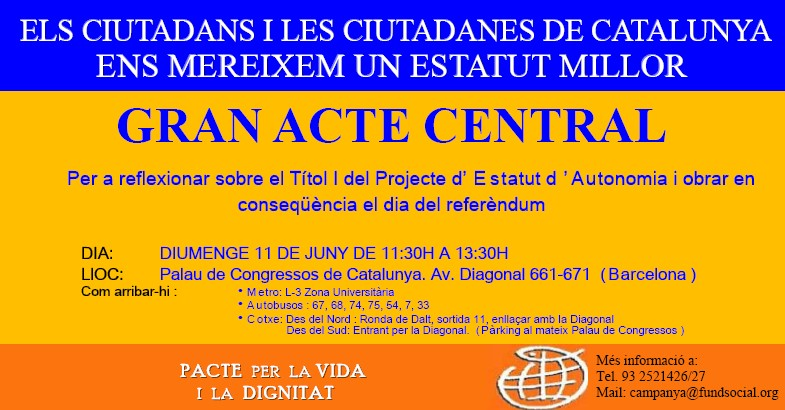 ELS CIUTADANS I LES CIUTADANES DE CATALUNYA
ENS MEREIXEM UN ESTATUT MILLOR
GRAN ACTE CENTRAL
Per a reflexionar sobre el Títol I del Projecte d' Estatut d 'Autonomia i obrar en
conseqüència el dia del referèndum
DIA: DIUMENGE 11 DE JUNY DE 11:30H A 13:30H
LlOC: Palau de Congressos de Catalunya. Av. Diagonal 661-671 (Barcelona)
Com arribar-hi : • Metro: L-3 Zona Universitària
• Autobusos : 67, 68, 74, 75, 54, 7, 33
• Cotxe: Des del Nord : Ronda de Dalt, sortida 11, enllaçar amb la Diagonal
Des del Sud: Entrant per la Diagonal. (Pàrking al mateix Palau de Congressos)
PACTE PER LA VIDA
I LA DIGNITAT
Més informació a:
Tel. 93 2521426/27
Mail: campanya@fundsocial.org